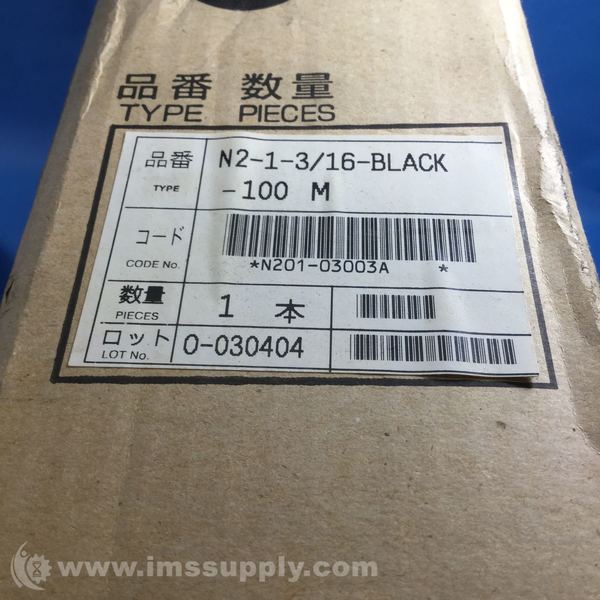 品番 数量
TYPE PIECES
品番 N2-1-3/16-BLACK
TYPE -100 M
コード
CODE No. *N201-03003A *
数量 1 本
PIECES
ロット 0-030404
LOT No.
www.imssupply.com